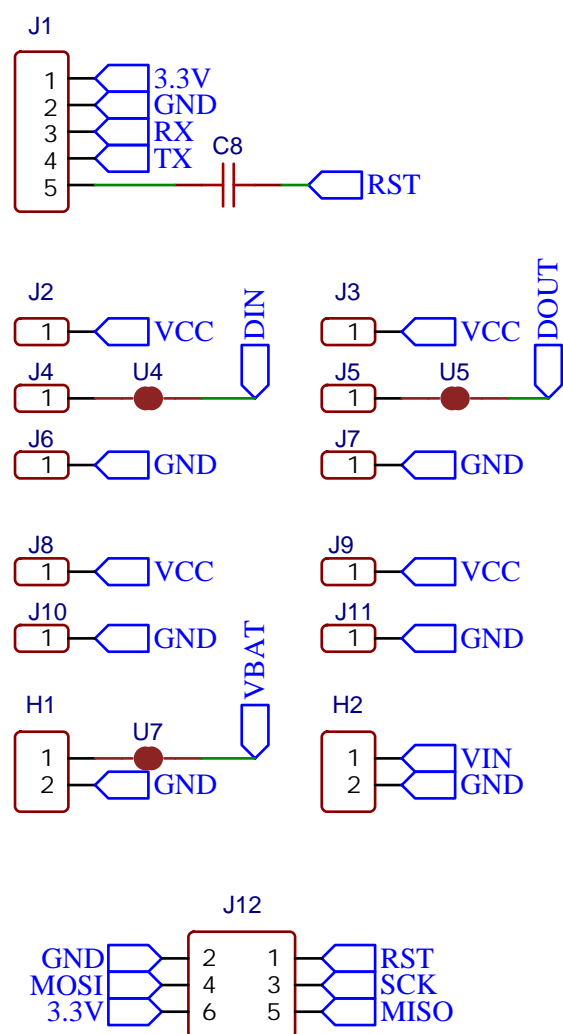 J1
1 3.3V
2 GND
3 RX
4 TX
5 C8 RST
J2
1 VCC
DIN
J3
1 VCC
DOUT
J4
1 U4
J5
1 U5
J6
1 GND
J7
1 GND
J8
1 VCC
J9
1 VCC
J10
1 GND
J11
1 GND
VBAT
H1
1 U7
2 GND
H2
1 VIN
2 GND
J12
GND 2 1 RST
MOSI 4 3 SCK
3.3V 6 5 MISO